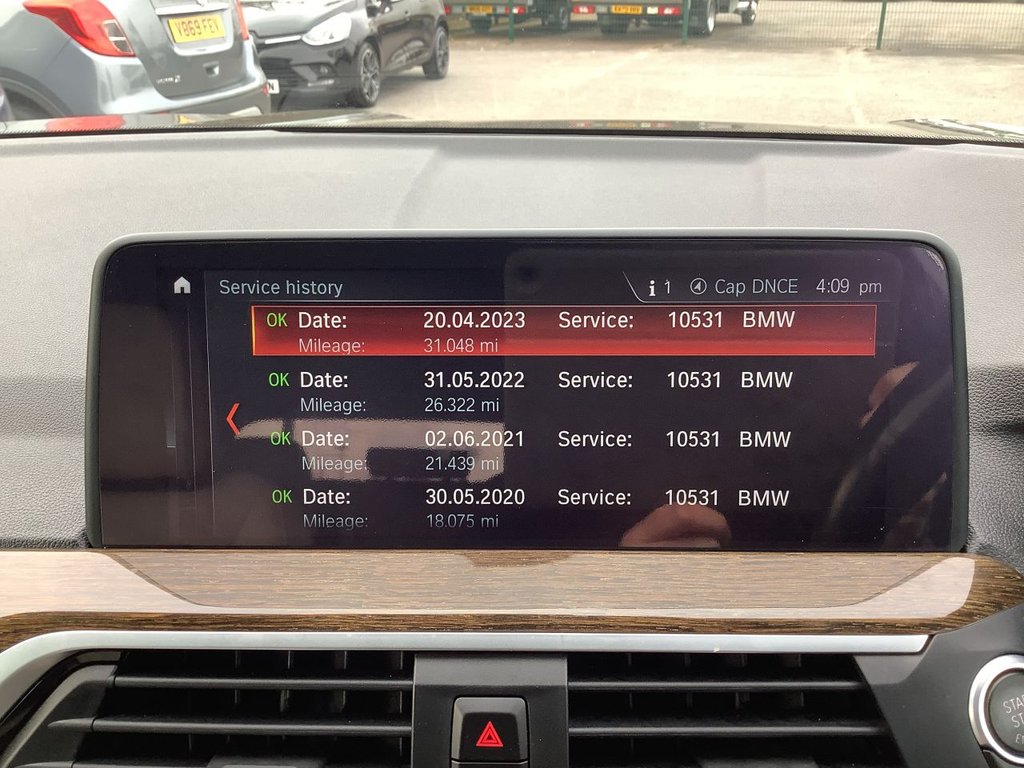 V869 FEV
Service history
i 1 Cap DNCE 4:09 pm
OK Date: 20.04.2023 Service: 10531 BMW
Mileage: 31.048 mi
OK Date: 31.05.2022 Service: 10531 BMW
Mileage: 26.322 mi
OK Date: 02.06.2021 Service: 10531 BMW
Mileage: 21.439 mi
OK Date: 30.05.2020 Service: 10531 BMW
Mileage: 18.075 mi